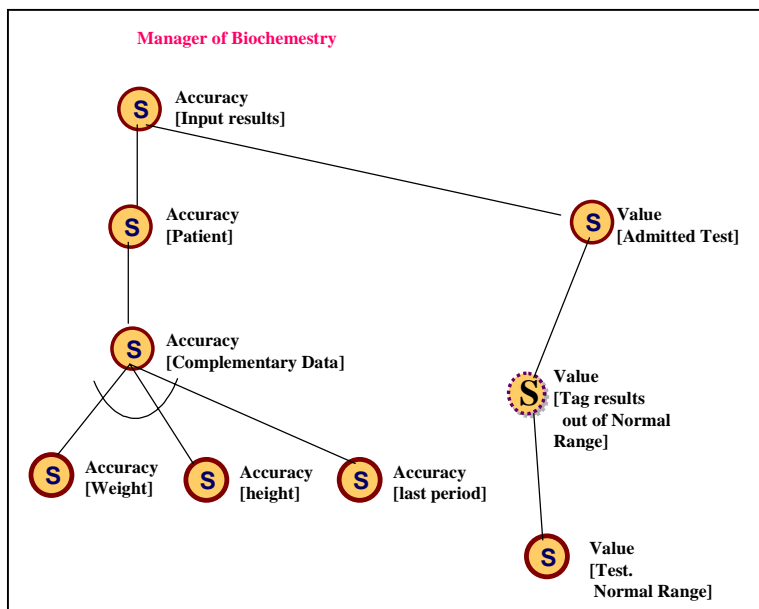 Manager of Biochemestry
S
Accuracy
[Input results]
S
Accuracy
[Patient]
S
Value
[Admitted Test]
S
Accuracy
[Complementary Data]
S
Value
[Tag results
out of Normal
Range]
S
Accuracy
[Weight]
S
Accuracy
[height]
S
Accuracy
[last period]
S
Value
[Test.
Normal Range]